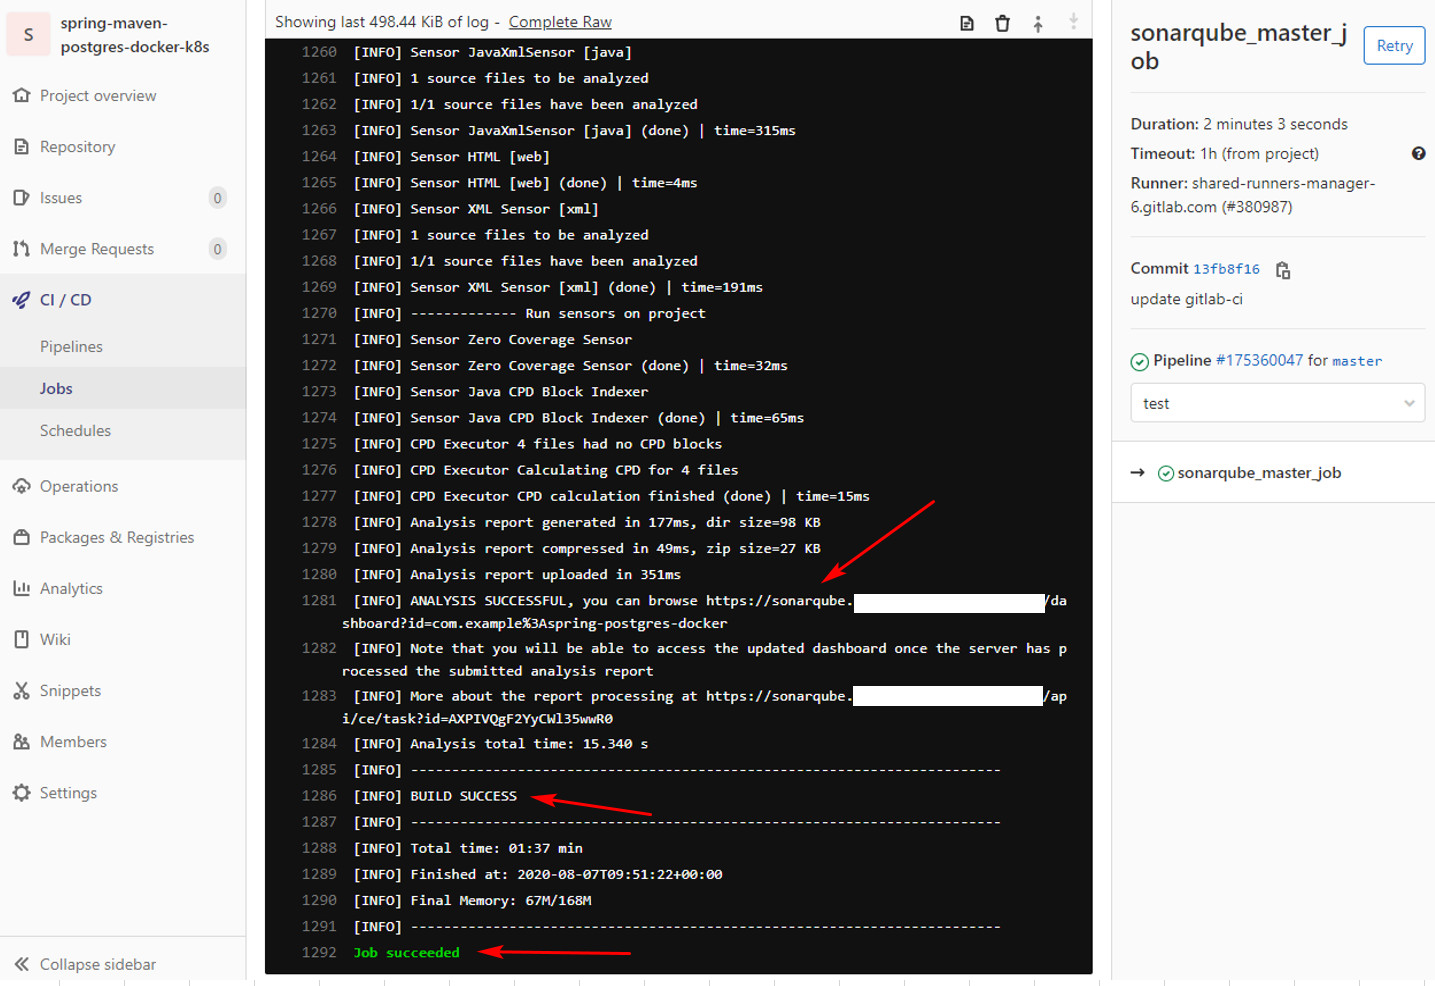 S
spring-maven-
postgres-docker-k8s
Project overview
Repository
Issues 0
Merge Requests 0
CI / CD
Pipelines
Jobs
Schedules
Operations
Packages & Registries
Analytics
Wiki
Snippets
Members
Settings
Collapse sidebar
Showing last 498.44 KiB of log - Complete Raw
1260 [INFO] Sensor JavaXmlSensor [java]
1261 [INFO] 1 source files to be analyzed
1262 [INFO] 1/1 source files have been analyzed
1263 [INFO] Sensor JavaXmlSensor [java] (done) | time=315ms
1264 [INFO] Sensor HTML [web]
1265 [INFO] Sensor HTML [web] (done) | time=4ms
1266 [INFO] Sensor XML Sensor [xml]
1267 [INFO] 1 source files to be analyzed
1268 [INFO] 1/1 source files have been analyzed
1269 [INFO] Sensor XML Sensor [xml] (done) | time=191ms
1270 [INFO] ------------- Run sensors on project
1271 [INFO] Sensor Zero Coverage Sensor
1272 [INFO] Sensor Zero Coverage Sensor (done) | time=32ms
1273 [INFO] Sensor Java CPD Block Indexer
1274 [INFO] Sensor Java CPD Block Indexer (done) | time=65ms
1275 [INFO] CPD Executor 4 files had no CPD blocks
1276 [INFO] CPD Executor Calculating CPD for 4 files
1277 [INFO] CPD Executor CPD calculation finished (done) | time=15ms
1278 [INFO] Analysis report generated in 177ms, dir size=98 KB
1279 [INFO] Analysis report compressed in 49ms, zip size=27 KB
1280 [INFO] Analysis report uploaded in 351ms
1281 [INFO] ANALYSIS SUCCESSFUL, you can browse https://sonarqube. /da
shboard?id=com.example%3Aspring-postgres-docker
1282 [INFO] Note that you will be able to access the updated dashboard once the server has p
rocessed the submitted analysis report
1283 [INFO] More about the report processing at https://sonarqube. /ap
i/ce/task?id=AXPIVQgF2YyCWl35wwR0
1284 [INFO] Analysis total time: 15.340 s
1285 [INFO] ------------------------------------------------------------------------
1286 [INFO] BUILD SUCCESS
1287 [INFO] ------------------------------------------------------------------------
1288 [INFO] Total time: 01:37 min
1289 [INFO] Finished at: 2020-08-07T09:51:22+00:00
1290 [INFO] Final Memory: 67M/168M
1291 [INFO] ------------------------------------------------------------------------
1292 Job succeeded
sonarqube_master_j
ob
Retry
Duration: 2 minutes 3 seconds
Timeout: 1h (from project)
Runner: shared-runners-manager-
6.gitlab.com (#380987)
Commit 13fb8f16
update gitlab-ci
Pipeline #175360047 for master
test
→ sonarqube_master_job